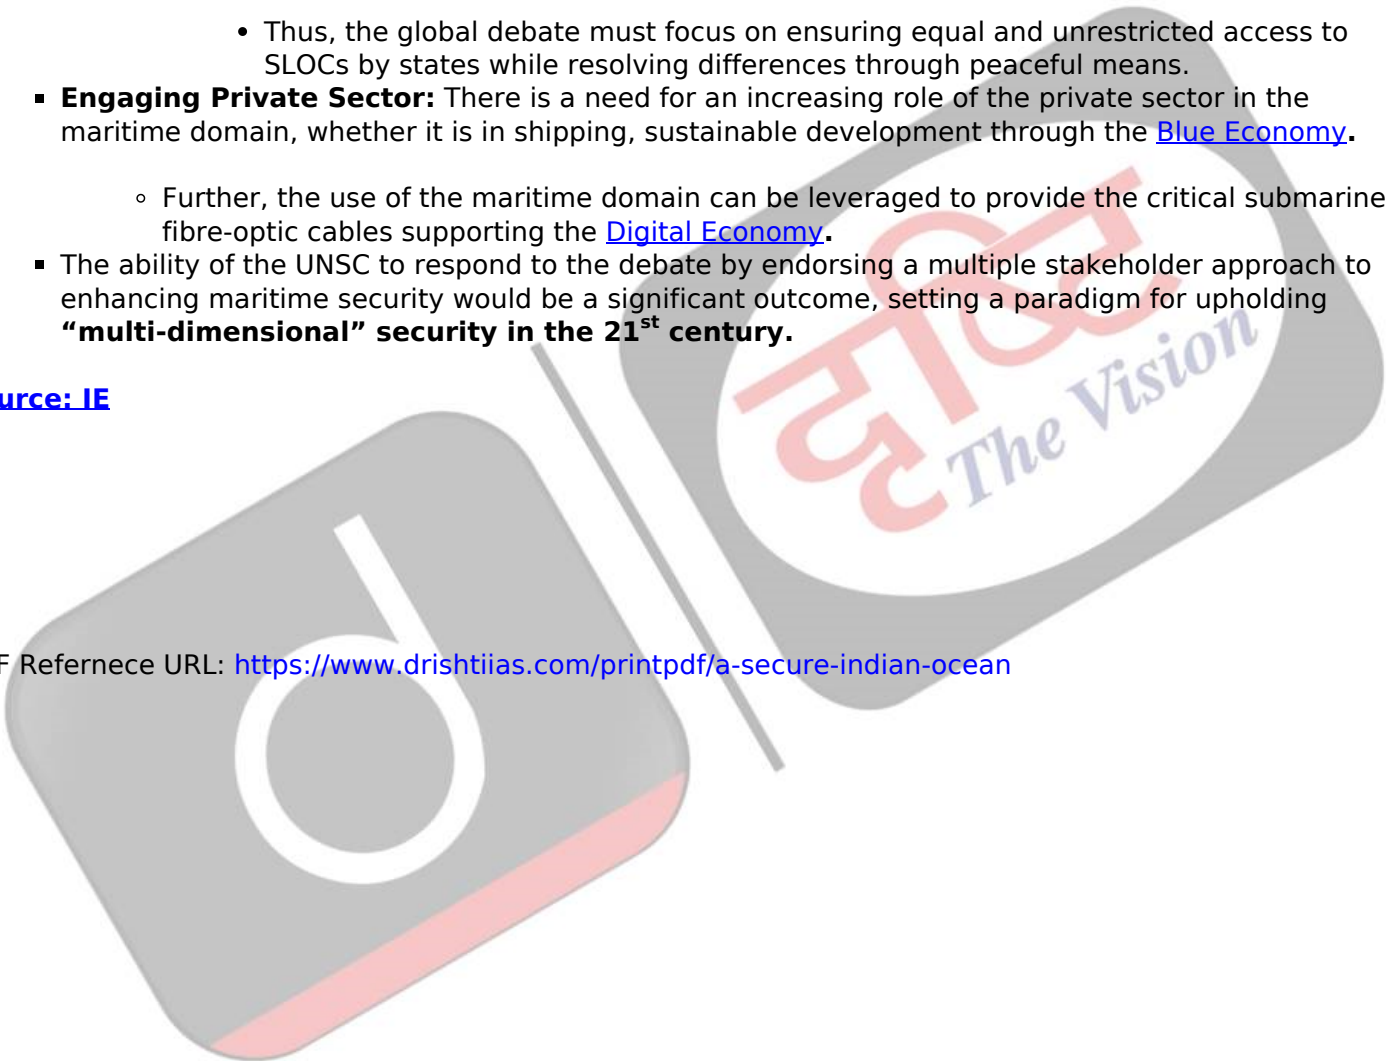 • Thus, the global debate must focus on ensuring equal and unrestricted access to
SLOCs by states while resolving differences through peaceful means.
▪ Engaging Private Sector: There is a need for an increasing role of the private sector in the
maritime domain, whether it is in shipping, sustainable development through the Blue Economy.
◦ Further, the use of the maritime domain can be leveraged to provide the critical submarine
fibre-optic cables supporting the Digital Economy.
▪ The ability of the UNSC to respond to the debate by endorsing a multiple stakeholder approach to
enhancing maritime security would be a significant outcome, setting a paradigm for upholding
“multi-dimensional” security in the 21st century.
urce: IE
दृष्टि
The Vision
d
F Refernece URL: https://www.drishtiias.com/printpdf/a-secure-indian-ocean